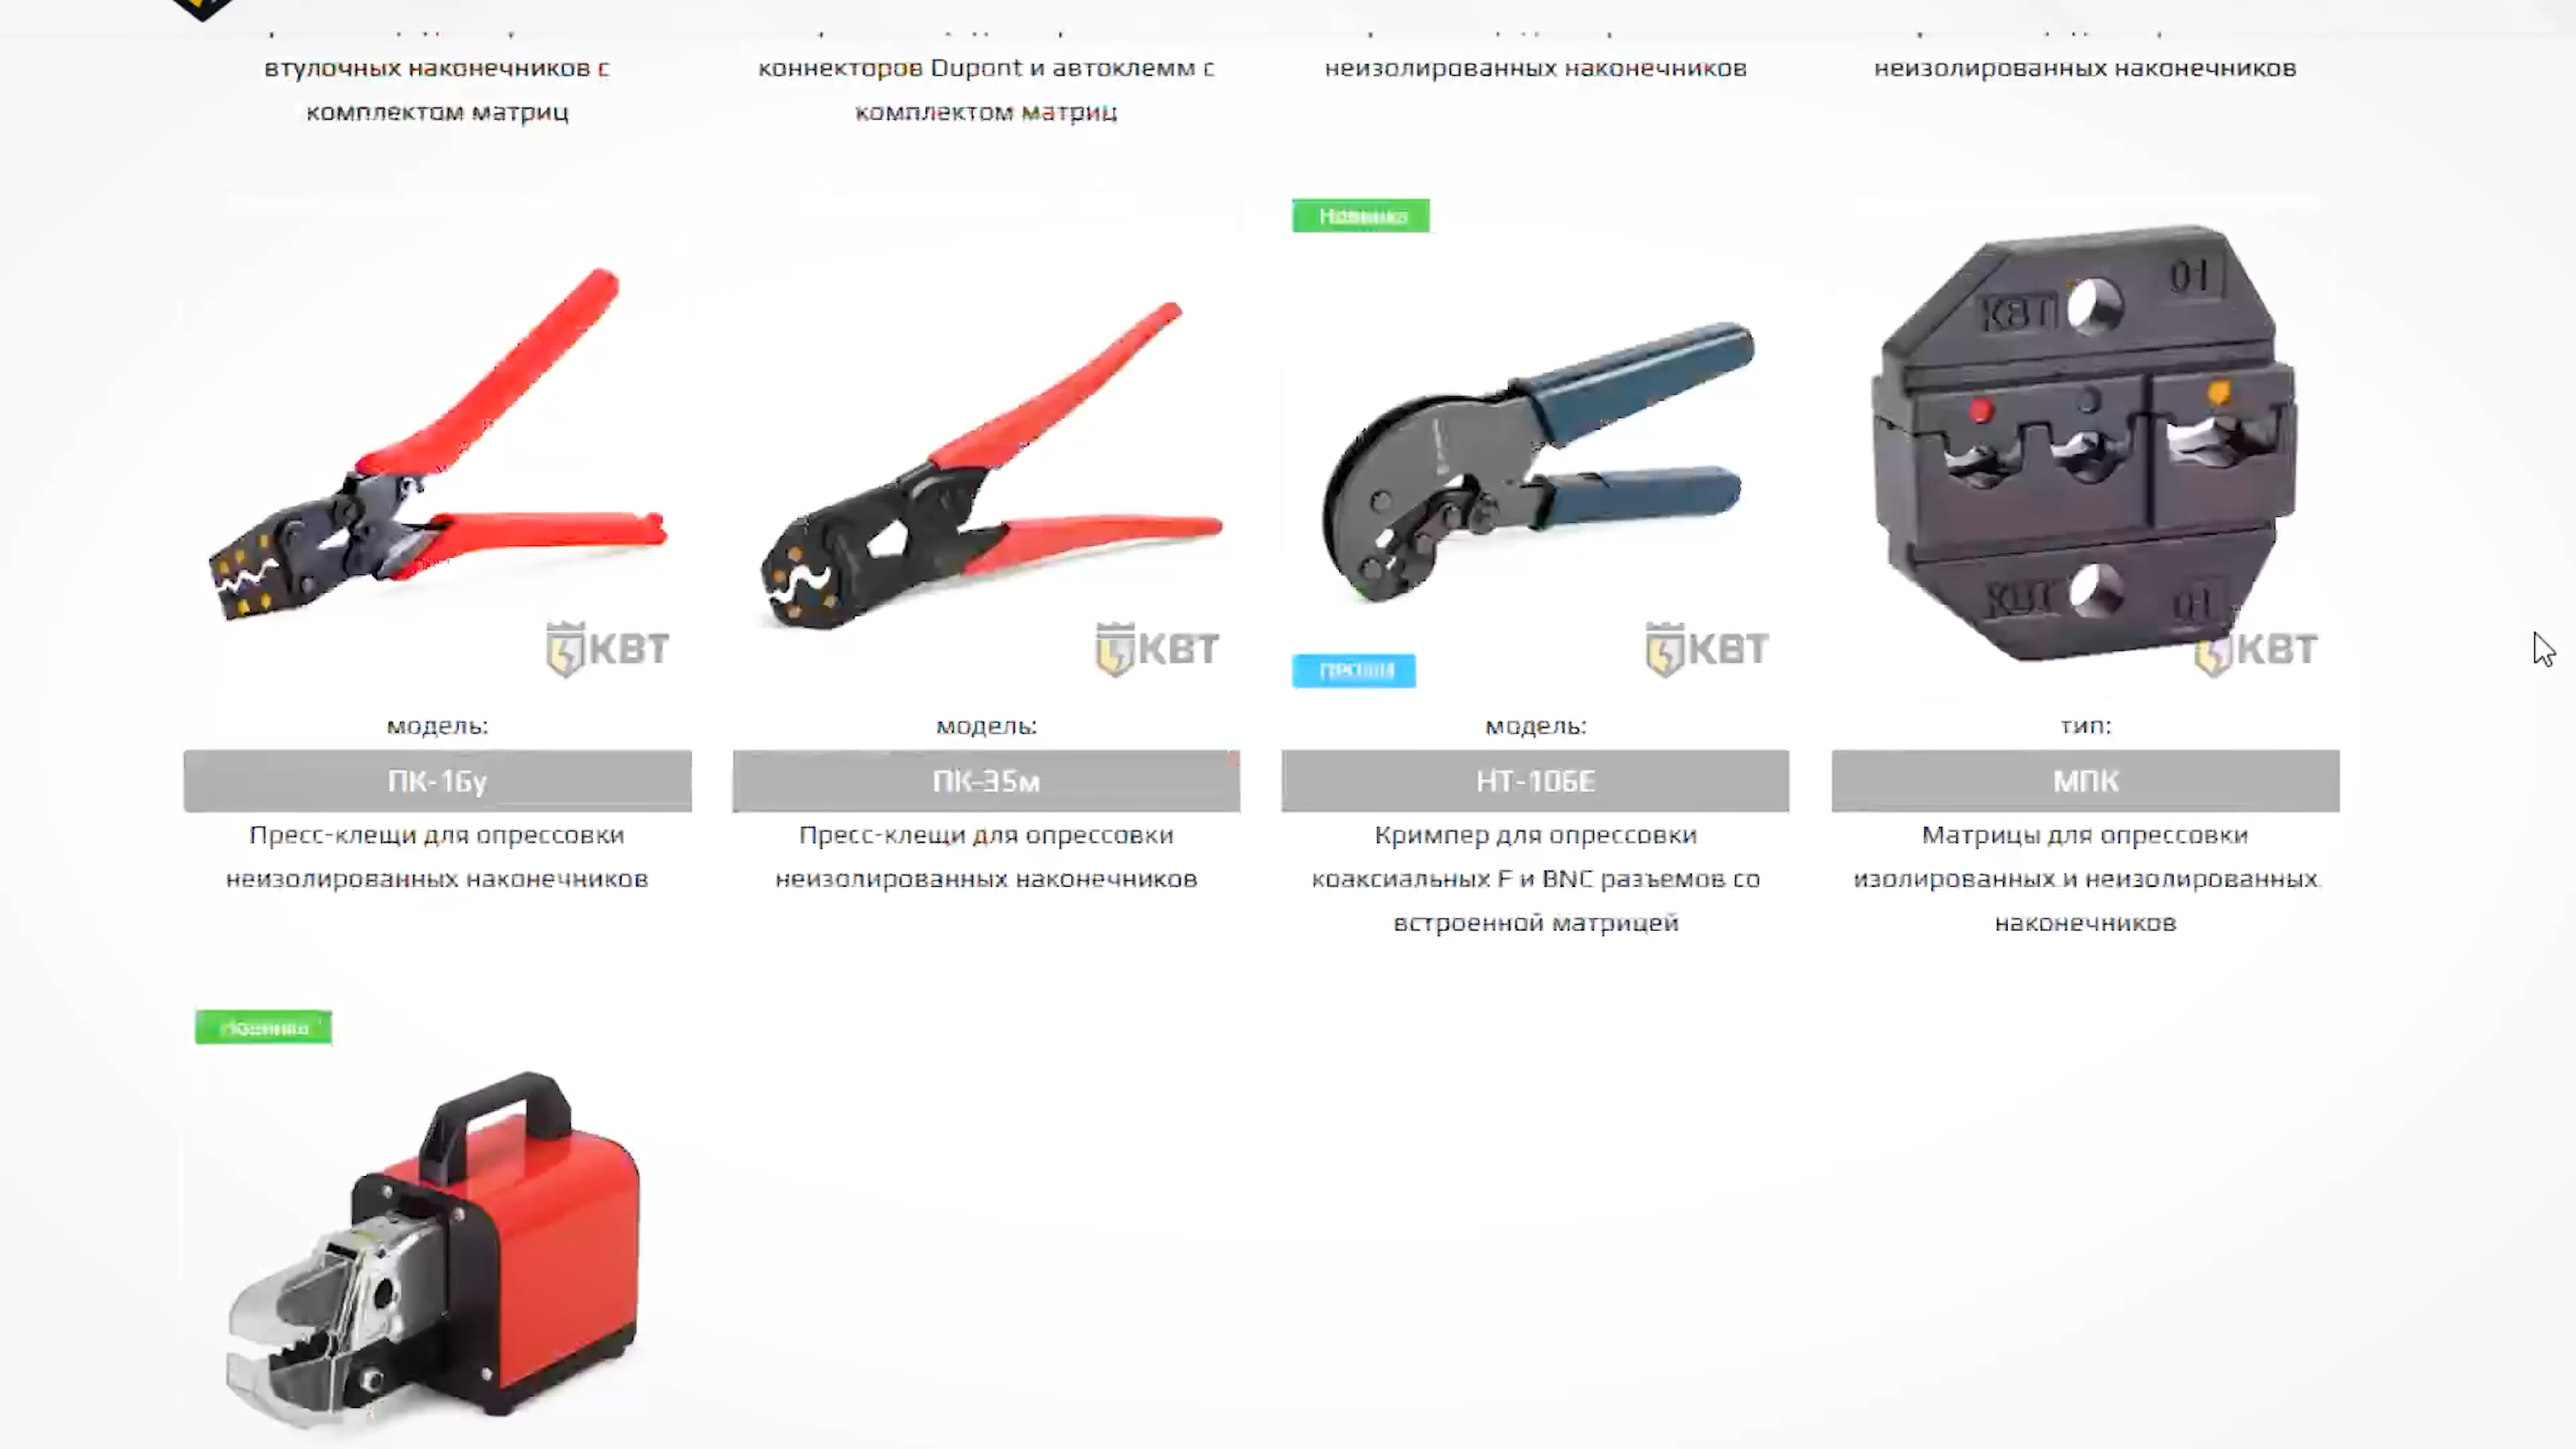 втулочных наконечников с
комплектом матриц
коннекторов Dupont и автоклемм с
комплектом матриц
неизолированных наконечников
неизолированных наконечников
Новинка
КВТ
01
КВТ
01
КВТ
КВТ
КВТ
КВТ
модель:
ПК-16у
Пресс-клещи для опрессовки
неизолированных наконечников
модель:
ПК-35м
Пресс-клещи для опрессовки
неизолированных наконечников
модель:
НТ-106Е
Кримпер для опрессовки
коаксиальных F и BNC разъемов со
встроенной матрицей
тип:
МПК
Матрицы для опрессовки
изолированных и неизолированных
наконечников
Новинка